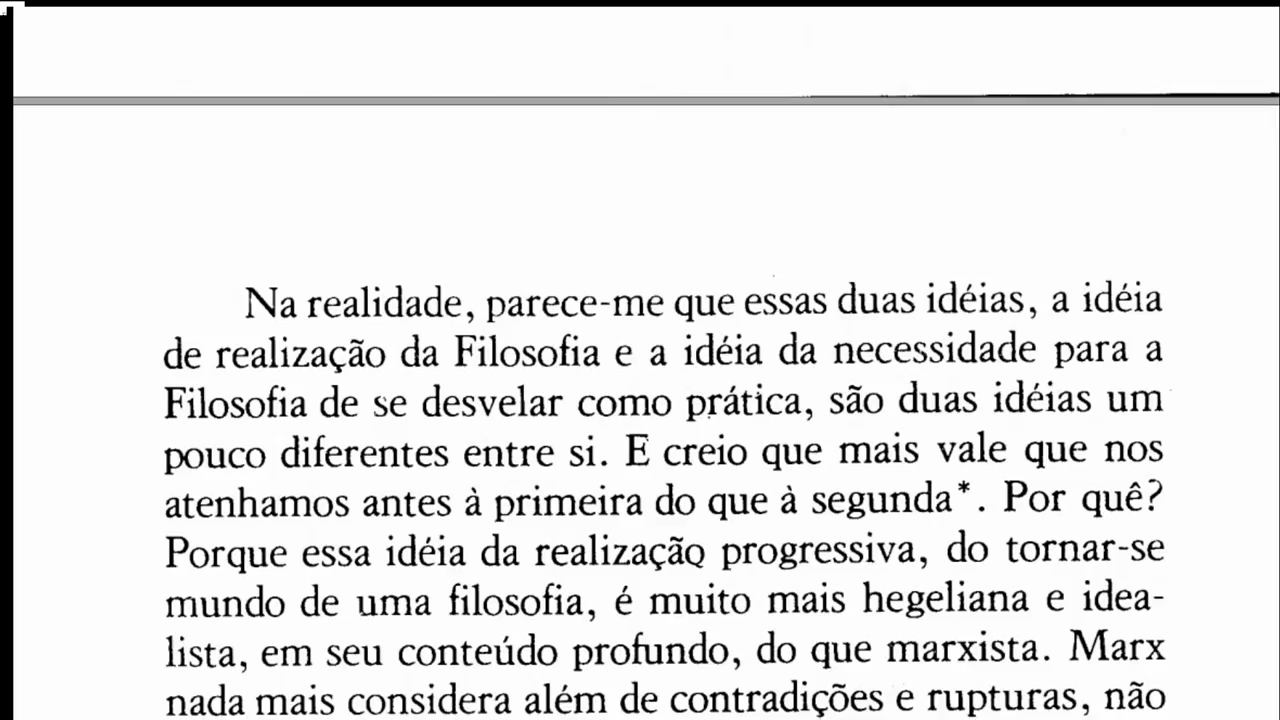 Na realidade, parece-me que essas duas idéias, a idéia
de realização da Filosofia e a idéia da necessidade para a
Filosofia de se desvelar como prática, são duas idéias um
pouco diferentes entre si. E creio que mais vale que nos
atenhamos antes à primeira do que à segunda*. Por quê?
Porque essa idéia da realização progressiva, do tornar-se
mundo de uma filosofia, é muito mais hegeliana e idea-
lista, em seu conteúdo profundo, do que marxista. Marx
nada mais considera além de contradições e rupturas, não